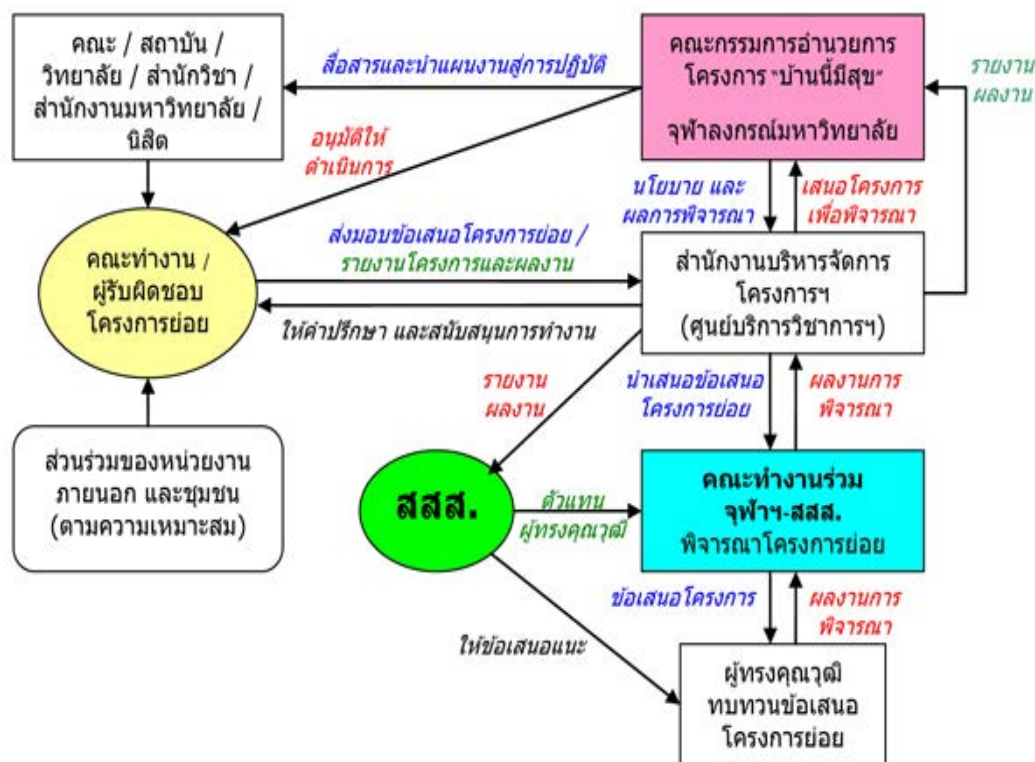 คณะ / สถาบัน /
วิทยาลัย / สำนักวิชา /
สำนักงานมหาวิทยาลัย /
นิสิต
สื่อสารและนำแผนงานสู่การปฏิบัติ
คณะกรรมการอำนวยการ
โครงการ "บ้านนี้มีสุข"
จุฬาลงกรณ์มหาวิทยาลัย
รายงาน
ผลงาน
อนุมัติให้
ดำเนินการ
นโยบาย และ
ผลการพิจารณา
เสนอโครงการ
เพื่อพิจารณา
คณะทำงาน /
ผู้รับผิดชอบ
โครงการย่อย
ส่งมอบข้อเสนอโครงการย่อย /
รายงานโครงการและผลงาน
ให้คำปรึกษา และสนับสนุนการทำงาน
สำนักงานบริหารจัดการ
โครงการฯ
(ศูนย์บริการวิชาการฯ)
รายงาน
ผลงาน
นำเสนอข้อเสนอ
โครงการย่อย
ผลงานการ
พิจารณา
ส่วนร่วมของหน่วยงาน
ภายนอก และชุมชน
(ตามความเหมาะสม)
สสส.
ตัวแทน
ผู้ทรงคุณวุฒิ
คณะทำงานร่วม
จุฬาฯ-สสส.
พิจารณาโครงการย่อย
ข้อเสนอโครงการ
ผลงานการ
พิจารณา
ให้ข้อเสนอแนะ
ผู้ทรงคุณวุฒิ
ทบทวนข้อเสนอ
โครงการย่อย